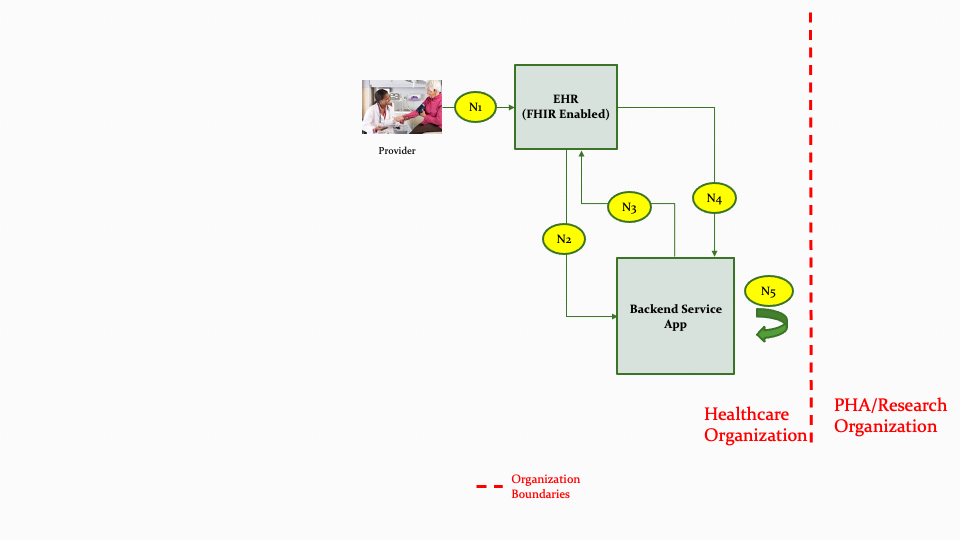 N1
EHR
(FHIR Enabled)
Provider
N4
N3
N2
N5
Backend Service
App
Healthcare
Organization
PHA/Research
Organization
Organization
Boundaries